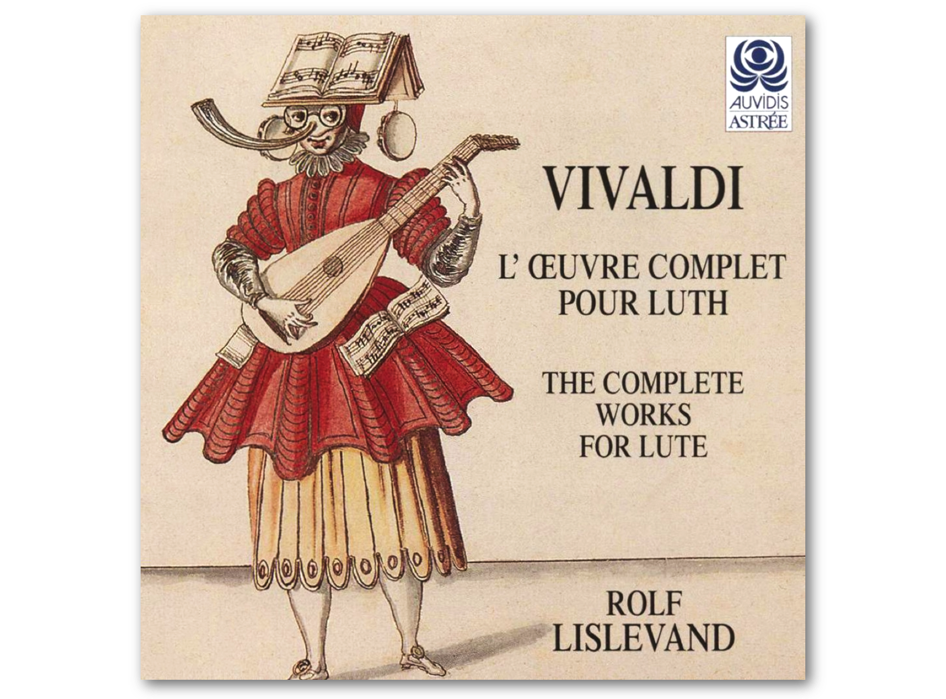 AUVIDIS
ASTRÉE
VIVALDI
L' ŒUVRE COMPLET
POUR LUTH
THE COMPLETE
WORKS
FOR LUTE
ROLF
LISLEVAND